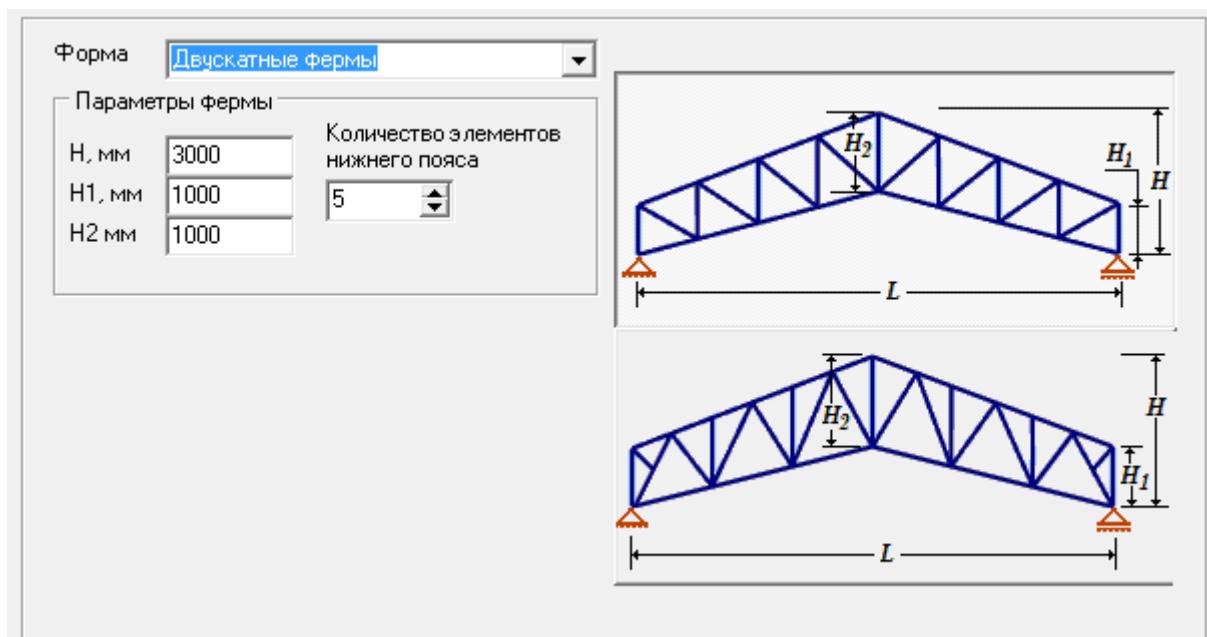 Форма
Двускатные фермы
Параметры фермы
H, мм
3000
H1, мм
1000
H2 мм
1000
Количество элементов
нижнего пояса
5
H2
H1
H
L
H2
H
H1
L